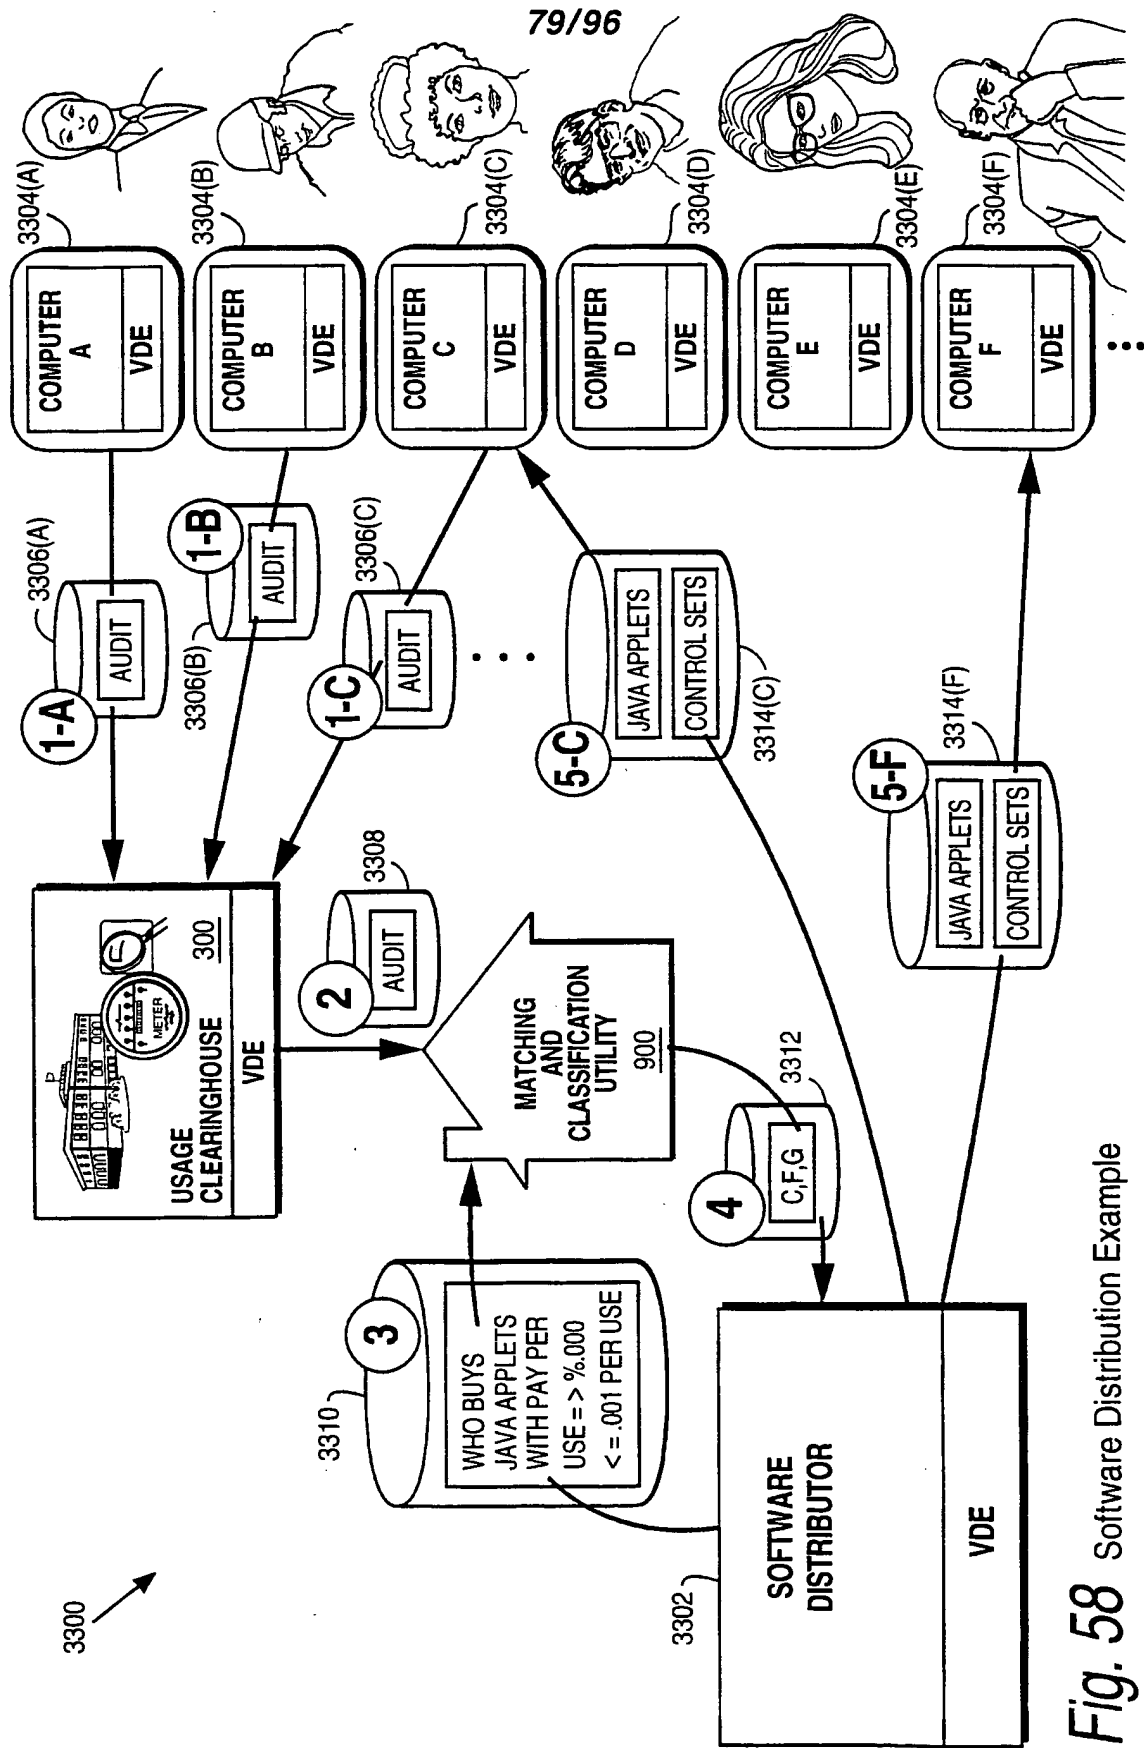 79/96
3300
USAGE
CLEARINGHOUSE
300
METER
VDE
1-A
AUDIT
3306(A)
COMPUTER
A
VDE
3304(A)
1-B
AUDIT
3306(B)
COMPUTER
B
VDE
3304(B)
1-C
AUDIT
3306(C)
COMPUTER
C
VDE
3304(C)
COMPUTER
D
VDE
3304(D)
COMPUTER
E
VDE
3304(E)
COMPUTER
F
VDE
3304(F)
2
AUDIT
3308
MATCHING
AND
CLASSIFICATION
UTILITY
900
3
3310
WHO BUYS
JAVA APPLETS
WITH PAY PER
USE = > %.000
< = .001 PER USE
4
C,F,G
3312
5-C
JAVA APPLETS
CONTROL SETS
3314(C)
5-F
JAVA APPLETS
CONTROL SETS
3314(F)
3302
SOFTWARE
DISTRIBUTOR
VDE
Fig. 58 Software Distribution Example